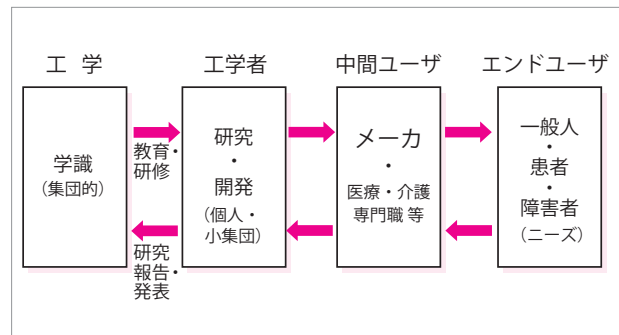 工 学
工学者
中間ユーザ
エンドユーザ
学識
(集団的)
教育・
研修
研究
報告・
発表
研究
・
開発
(個人・
小集団)
メーカ
・
医療・介護
専門職 等
一般人
・
患者
・
障害者
(ニーズ)